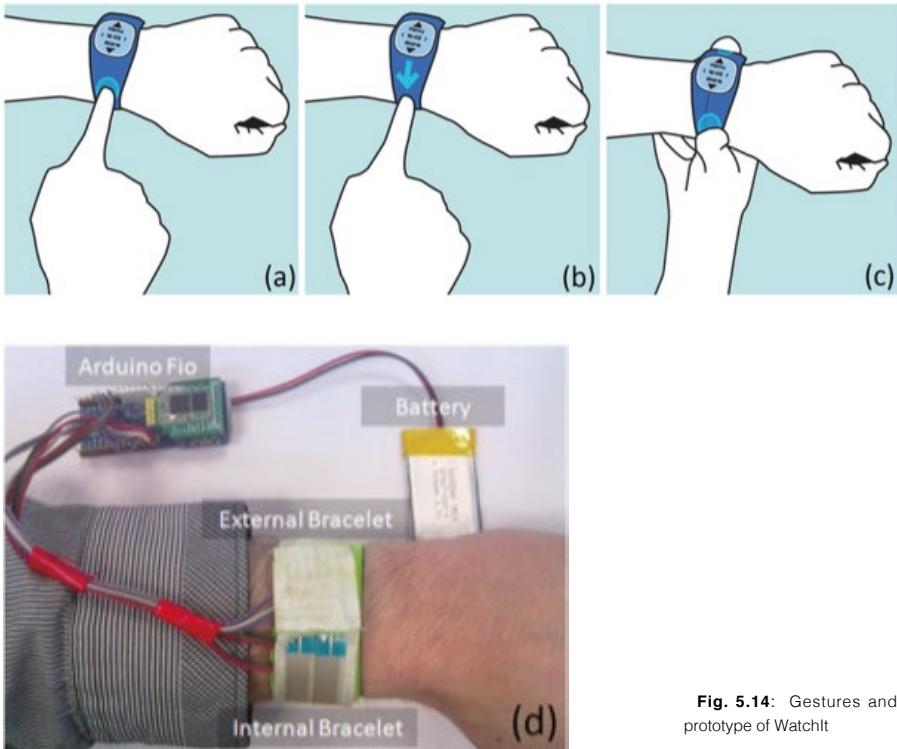 (a)
(b)
(c)
Arduino Fio
Battery
External Bracelet
Internal Bracelet
(d)
Fig. 5.14: Gestures and
prototype of WatchIt